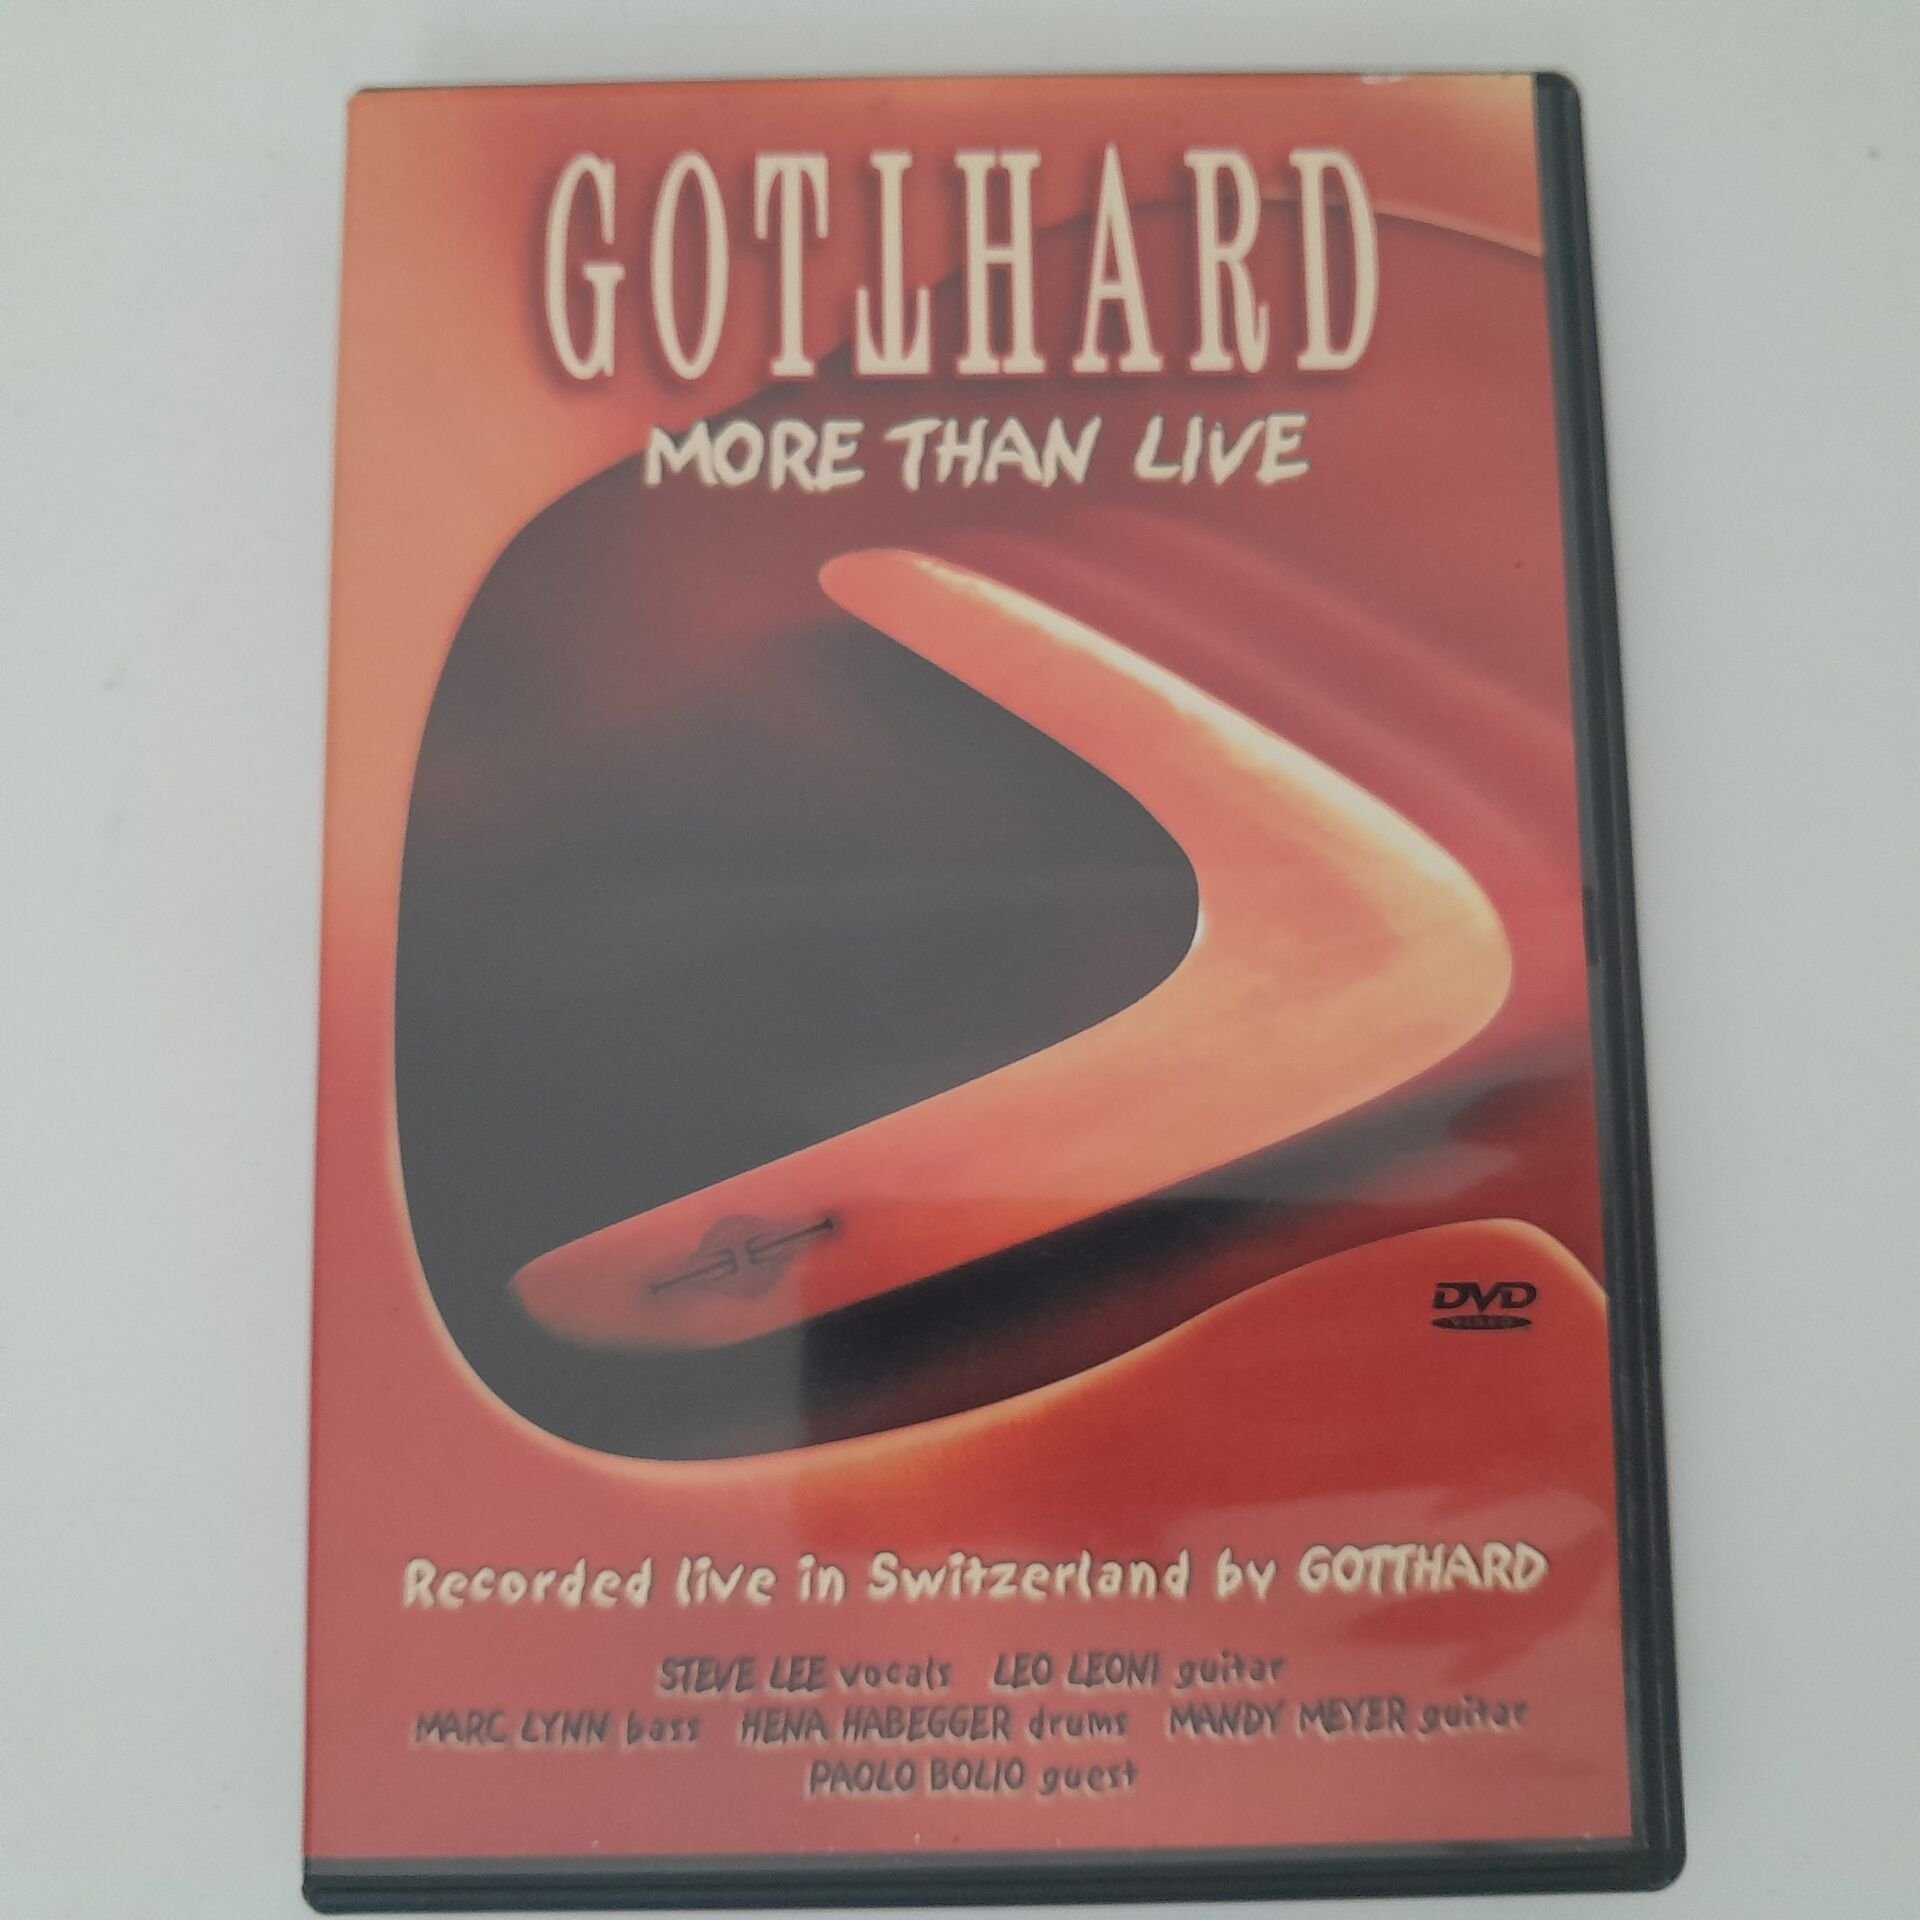 GOTTHARD
MORE THAN LIVE
DVD
VIDEO
Recorded live in Switzerland by GOTTHARD
STEVE LEE vocals LEO LEONI guitar
MARC LYNN bass HENA HABEGGER drums MANDY MEYER guitar
PAOLO BOLIO guest